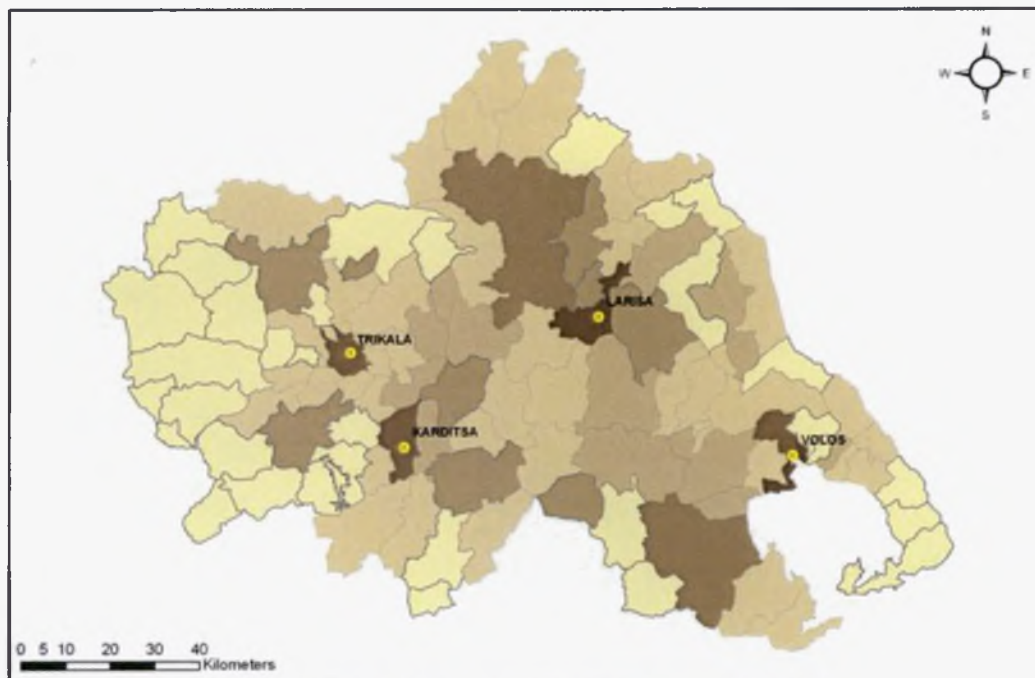 N
W E
S
LARISA
TRIKALA
KARDITSA
VOLOS
0 5 10 20 30 40
Kilometers